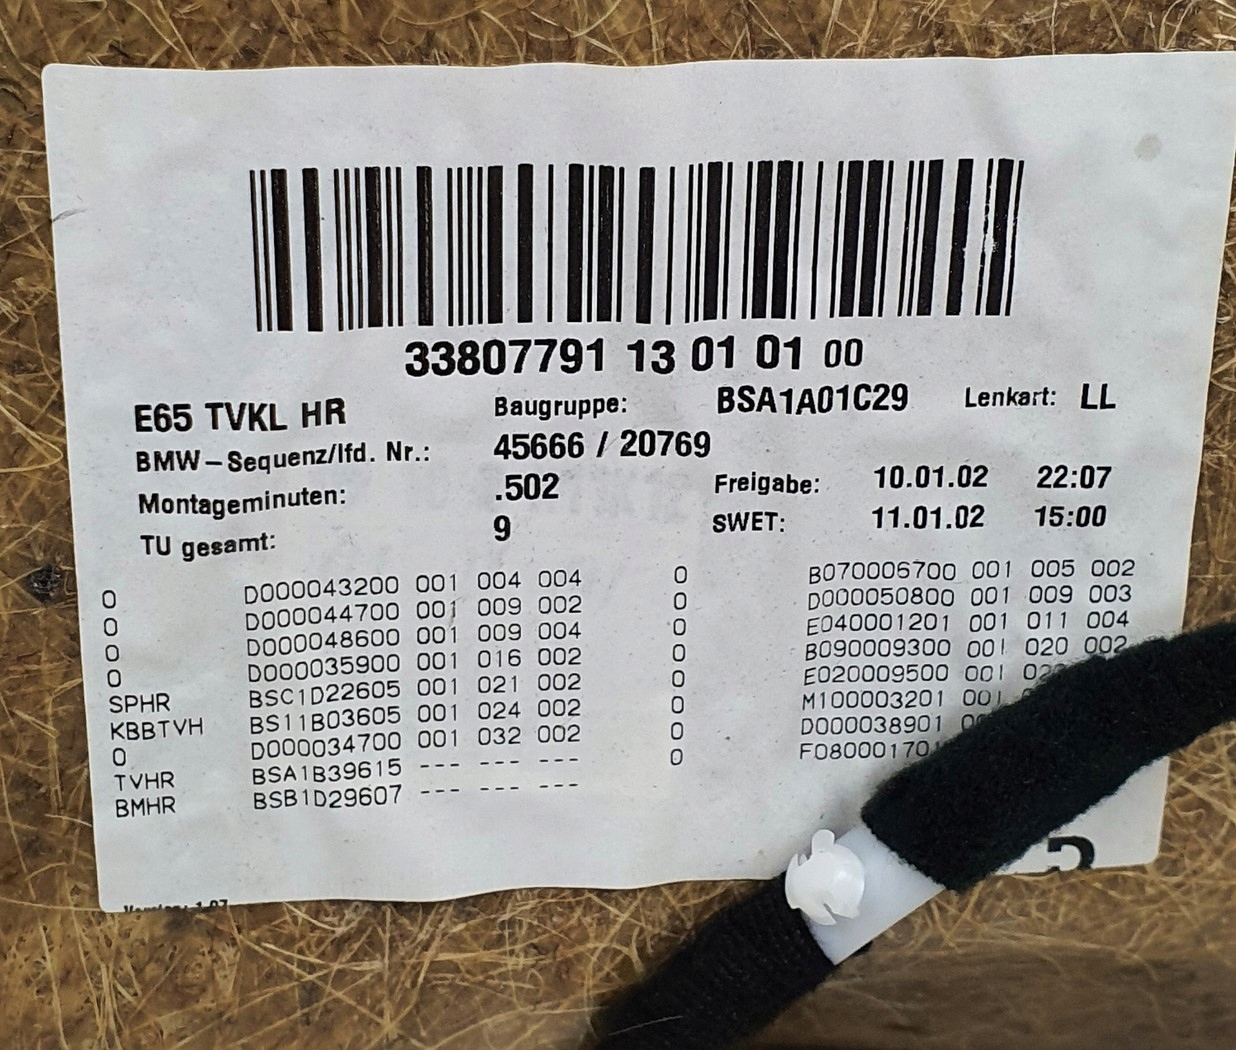 33807791 13 01 01 00
E65 TVKL HR Baugruppe: BSA1A01C29 Lenkart: LL
BMW-Sequenz/lfd. Nr.: 45666 / 20769
Montageminuten: .502 Freigabe: 10.01.02 22:07
TU gesamt: 9 SWET: 11.01.02 15:00
0 D000043200 001 004 004 0 B070006700 001 005 002
0 D000044700 001 009 002 0 D000050800 001 009 003
0 D000048600 001 009 004 0 E040001201 001 011 004
0 D000035900 001 016 002 0 B090009300 001 020 002
SPHR BSC1D22605 001 021 002 0 E020009500 001
KBBTVH BS11B03605 001 024 002 0 M100003201 001
0 D000034700 001 032 002 0 D000038901
TVHR BSA1B39615 --- --- --- 0
BMHR BSB1D29607 --- --- ---